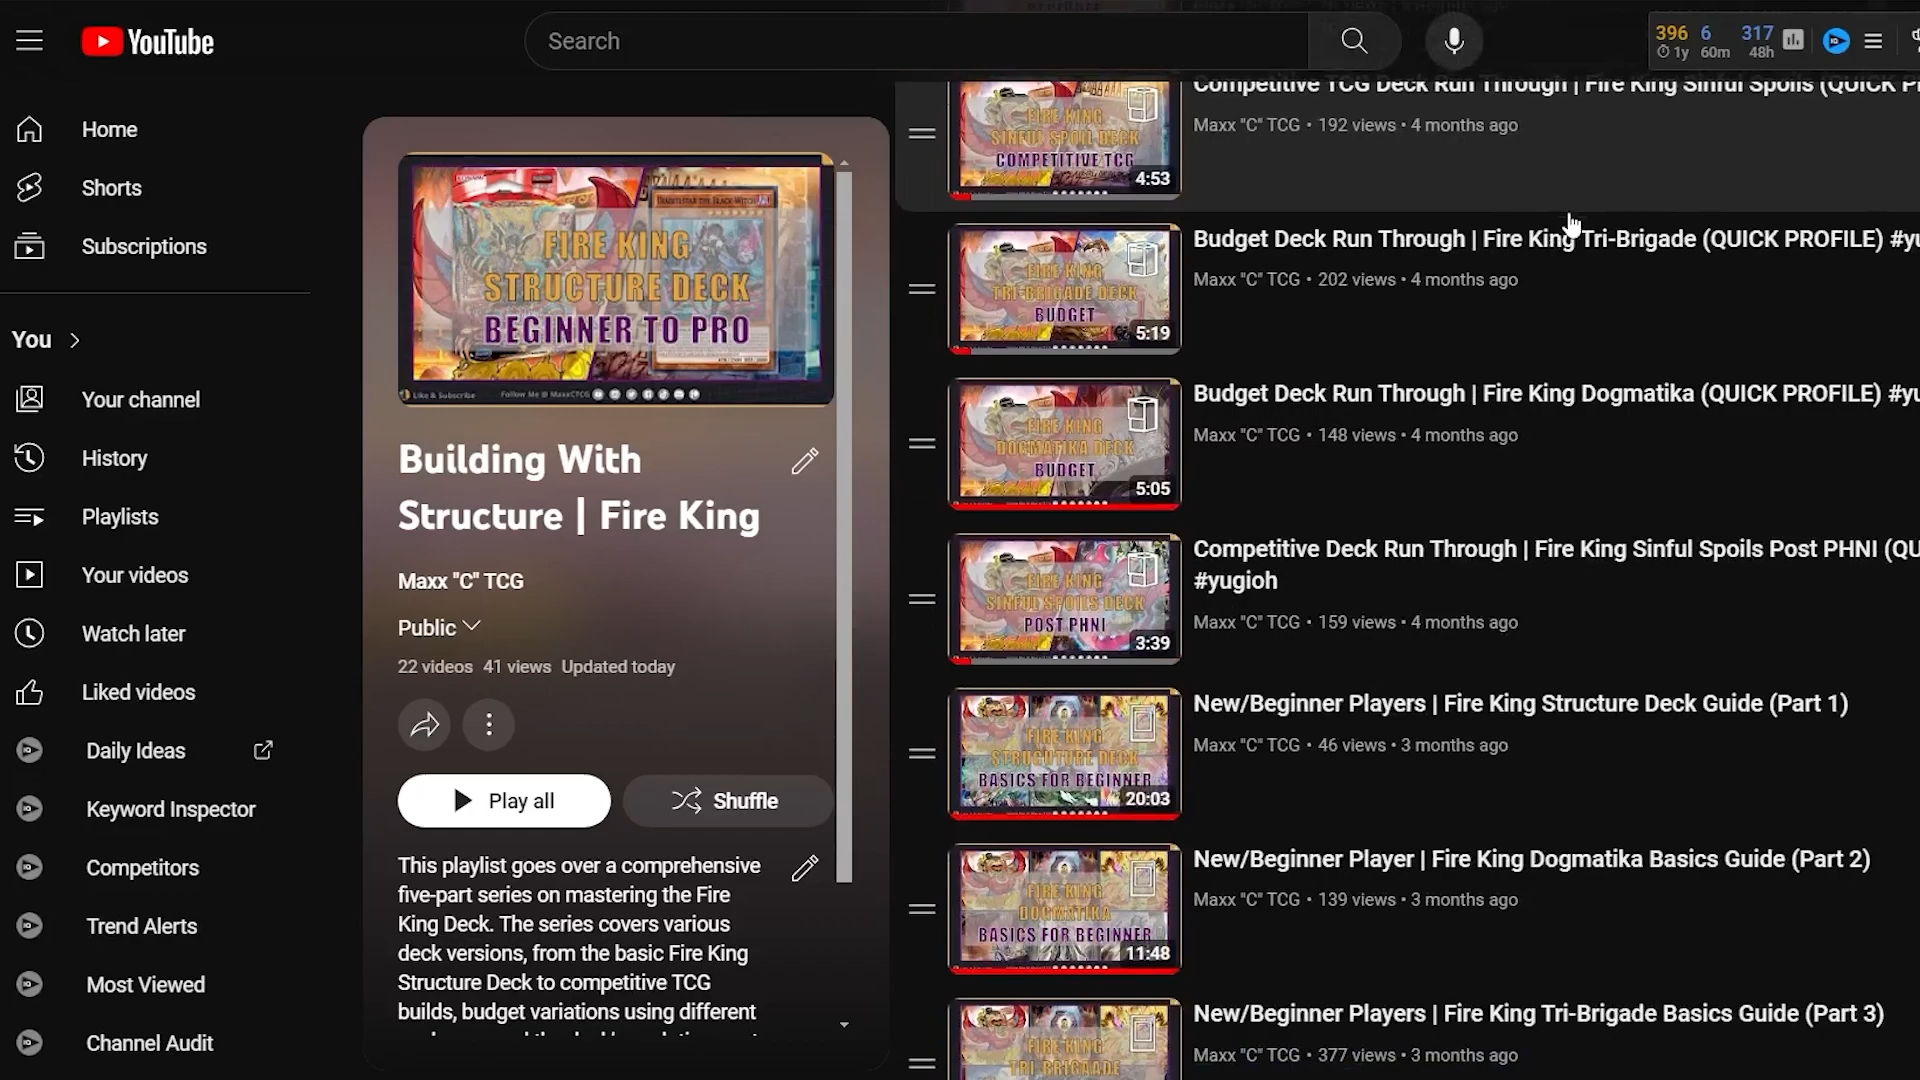 YouTube
Search
396 6 317
1y 60m 48h
Home
Shorts
Subscriptions
You
Your channel
History
Playlists
Your videos
Watch later
Liked videos
Daily Ideas
Keyword Inspector
Competitors
Trend Alerts
Most Viewed
Channel Audit
FIRE KING
STRUCTURE DECK
BEGINNER TO PRO
Like & Subscribe Follow Me @ MaxxCTCG
Building With
Structure | Fire King
Maxx "C" TCG
Public
22 videos 41 views Updated today
Play all
Shuffle
This playlist goes over a comprehensive
five-part series on mastering the Fire
King Deck. The series covers various
deck versions, from the basic Fire King
Structure Deck to competitive TCG
builds, budget variations using different
FIRE KING
SINFUL SPOIL DECK
COMPETITIVE TCG
4:53
Competitive TCG Deck Run Through | Fire King Sinful Spoils (QUICK P
Maxx "C" TCG • 192 views • 4 months ago
FIRE KING
TRI-BRIGADE DECK
BUDGET
5:19
Budget Deck Run Through | Fire King Tri-Brigade (QUICK PROFILE) #yu
Maxx "C" TCG • 202 views • 4 months ago
FIRE KING
DOGMATIKA DECK
BUDGET
5:05
Budget Deck Run Through | Fire King Dogmatika (QUICK PROFILE) #yu
Maxx "C" TCG • 148 views • 4 months ago
FIRE KING
SINFUL SPOILS DECK
POST PHNI
3:39
Competitive Deck Run Through | Fire King Sinful Spoils Post PHNI (QU
#yugioh
Maxx "C" TCG • 159 views • 4 months ago
FIRE KING
STRUCUTURE DECK
BASICS FOR BEGINNER
20:03
New/Beginner Players | Fire King Structure Deck Guide (Part 1)
Maxx "C" TCG • 46 views • 3 months ago
FIRE KING
DOGMATIKA
BASICS FOR BEGINNER
11:48
New/Beginner Player | Fire King Dogmatika Basics Guide (Part 2)
Maxx "C" TCG • 139 views • 3 months ago
FIRE KING
TRI-BRIGAADE
New/Beginner Players | Fire King Tri-Brigade Basics Guide (Part 3)
Maxx "C" TCG • 377 views • 3 months ago